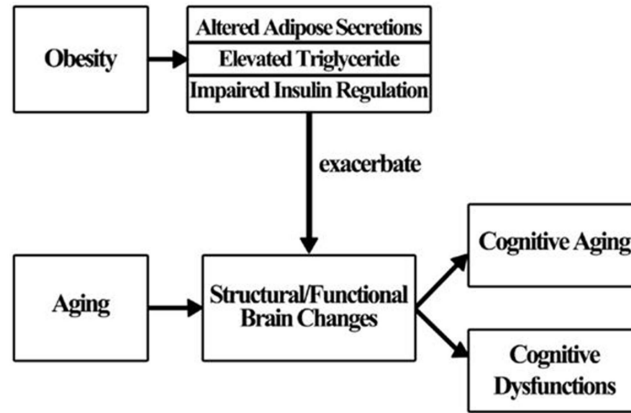 Obesity
Altered Adipose Secretions
Elevated Triglyceride
Impaired Insulin Regulation
exacerbate
Aging
Structural/Functional
Brain Changes
Cognitive Aging
Cognitive
Dysfunctions